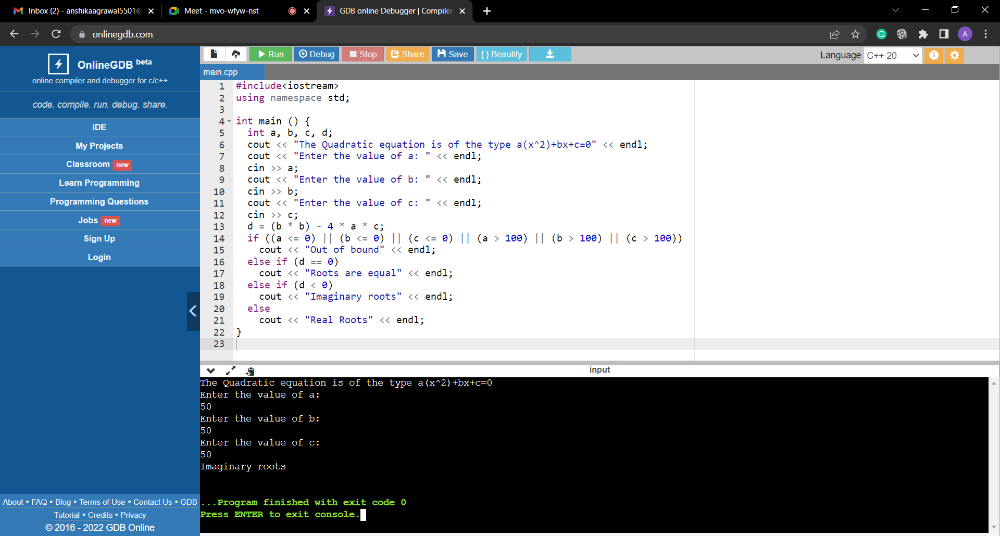 Inbox (2) - anshikaagrawal5501@
Meet - mvo-wfyw-nst
GDB online Debugger | Compiler
onlinegdb.com
A
OnlineGDB beta
online compiler and debugger for c/c++
code. compile. run. debug. share.
IDE
My Projects
Classroom new
Learn Programming
Programming Questions
Jobs new
Sign Up
Login
About • FAQ • Blog • Terms of Use • Contact Us • GDB
Tutorial • Credits • Privacy
© 2016 - 2022 GDB Online
Run Debug Stop Share Save { } Beautify
Language C++ 20
main.cpp
1 #include<iostream>
2 using namespace std;
3
4 int main () {
5 int a, b, c, d;
6 cout << "The Quadratic equation is of the type a(x^2)+bx+c=0" << endl;
7 cout << "Enter the value of a: " << endl;
8 cin >> a;
9 cout << "Enter the value of b: " << endl;
10 cin >> b;
11 cout << "Enter the value of c: " << endl;
12 cin >> c;
13 d = (b * b) - 4 * a * c;
14 if ((a <= 0) || (b <= 0) || (c <= 0) || (a > 100) || (b > 100) || (c > 100))
15 cout << "Out of bound" << endl;
16 else if (d == 0)
17 cout << "Roots are equal" << endl;
18 else if (d < 0)
19 cout << "Imaginary roots" << endl;
20 else
21 cout << "Real Roots" << endl;
22 }
23
input
The Quadratic equation is of the type a(x^2)+bx+c=0
Enter the value of a:
50
Enter the value of b:
50
Enter the value of c:
50
Imaginary roots
...Program finished with exit code 0
Press ENTER to exit console.